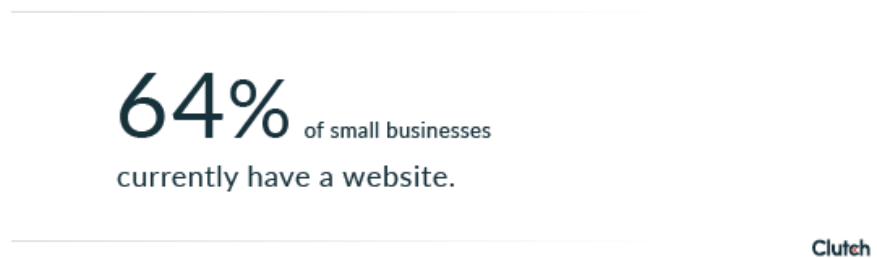 64% of small businesses
currently have a website.
Clutch